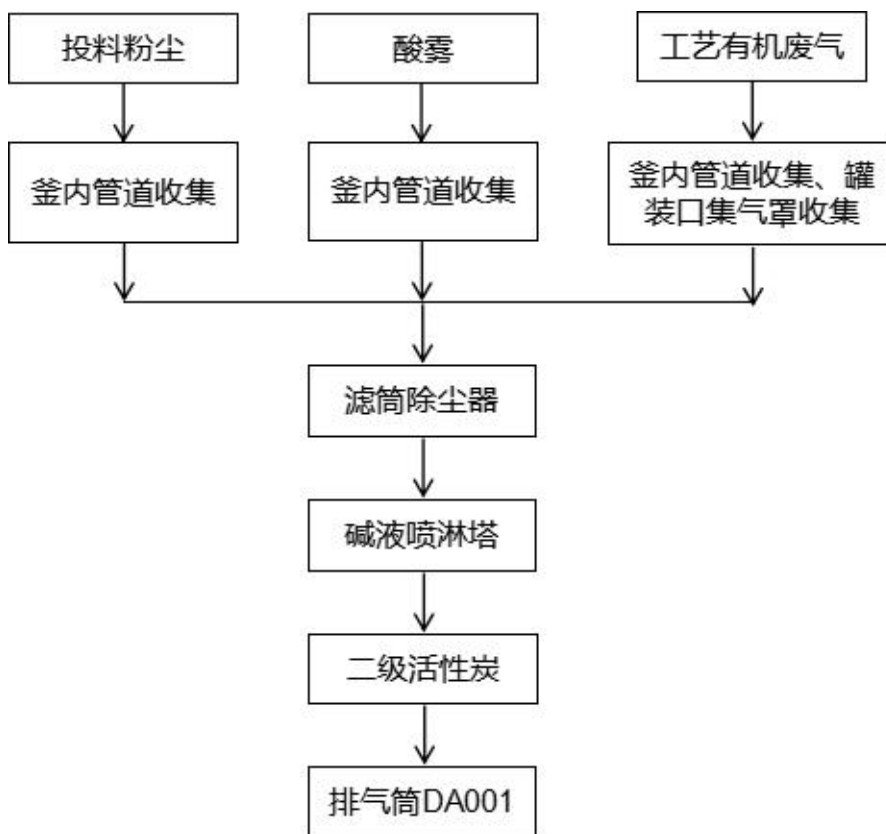 投料粉尘
酸雾
工艺有机废气
釜内管道收集
釜内管道收集
釜内管道收集、罐
装口集气罩收集
滤筒除尘器
碱液喷淋塔
二级活性炭
排气筒DA001